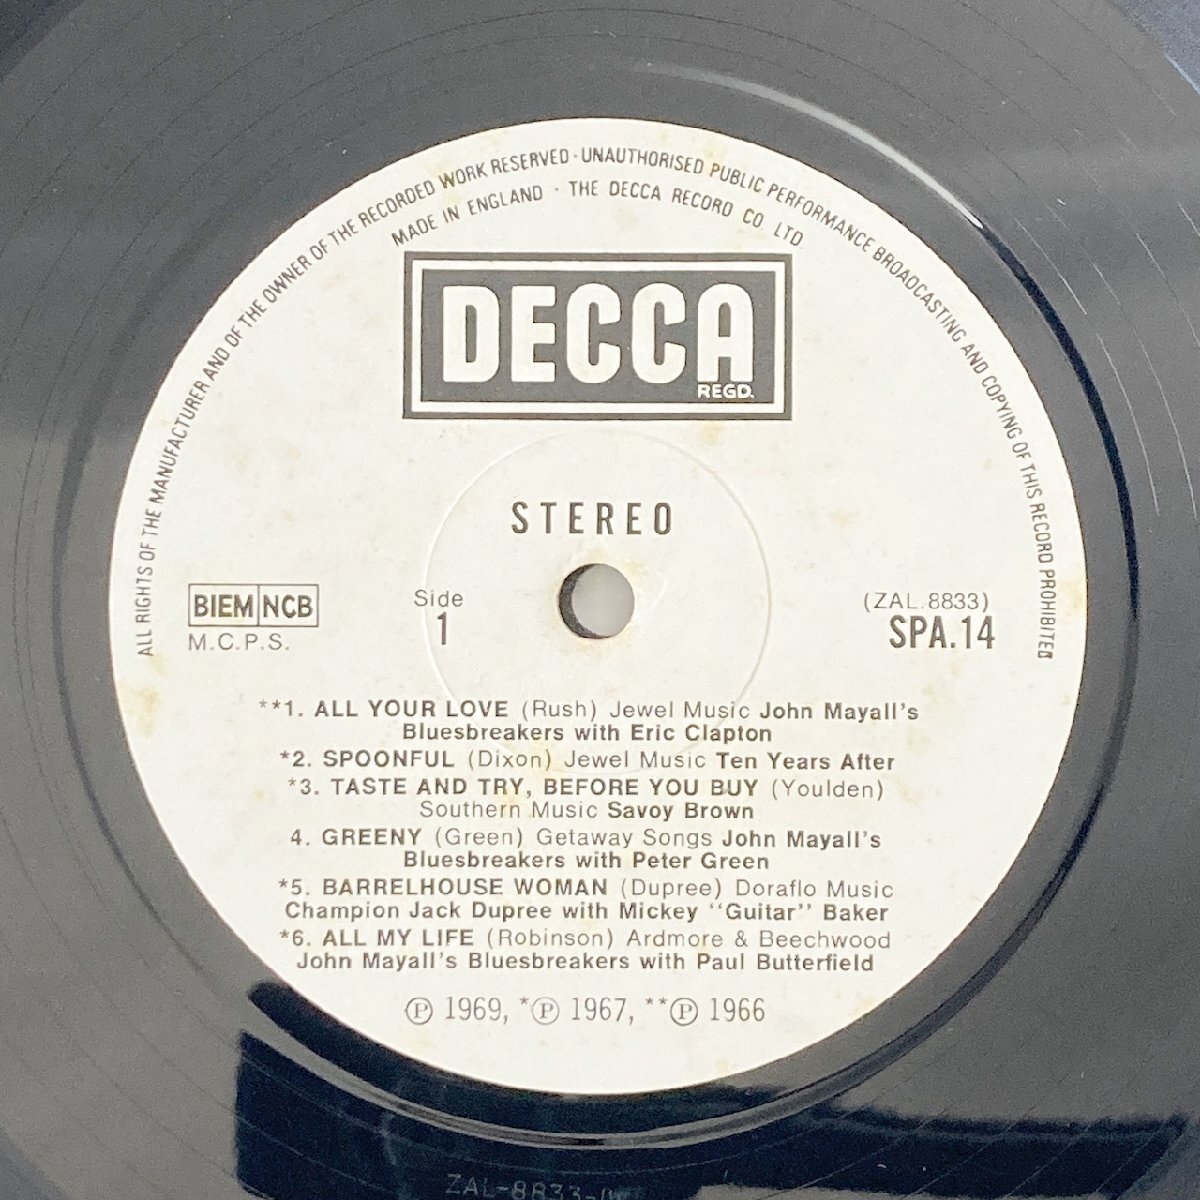 ALL RIGHTS OF THE MANUFACTURER AND OF THE OWNER OF THE RECORDED WORK RESERVED · UNAUTHORISED PUBLIC PERFORMANCE BROADCASTING AND COPYING OF THIS RECORD PROHIBITED
MADE IN ENGLAND · THE DECCA RECORD CO LTD
DECCA
REGD.
STEREO
BIEM NCB
M.C.P.S.
Side
1
(ZAL.8833)
SPA.14
**1. ALL YOUR LOVE (Rush) Jewel Music John Mayall's
Bluesbreakers with Eric Clapton
*2. SPOONFUL (Dixon) Jewel Music Ten Years After
*3. TASTE AND TRY, BEFORE YOU BUY (Youlden)
Southern Music Savoy Brown
4. GREENY (Green) Getaway Songs John Mayall's
Bluesbreakers with Peter Green
*5. BARRELHOUSE WOMAN (Dupree) Doraflo Music
Champion Jack Dupree with Mickey "Guitar" Baker
*6. ALL MY LIFE (Robinson) Ardmore & Beechwood
John Mayall's Bluesbreakers with Paul Butterfield
Ⓟ 1969, *Ⓟ 1967, **Ⓟ 1966